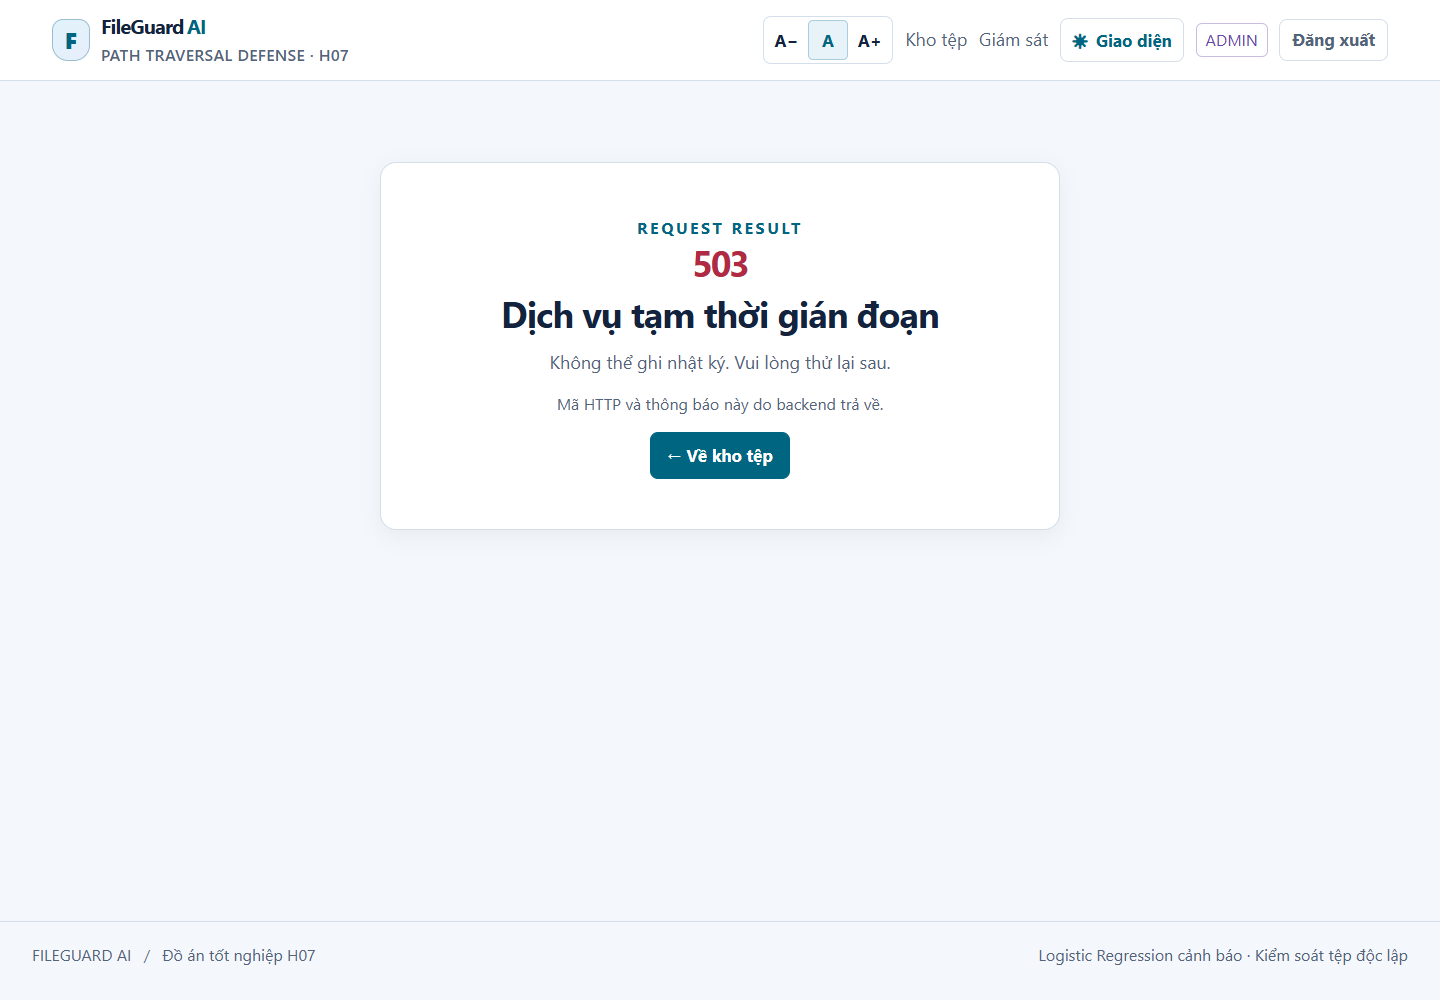 F
FileGuard AI
PATH TRAVERSAL DEFENSE · H07
A− A A+ Kho tệp Giám sát ☀ Giao diện ADMIN Đăng xuất
REQUEST RESULT
503
Dịch vụ tạm thời gián đoạn
Không thể ghi nhật ký. Vui lòng thử lại sau.
Mã HTTP và thông báo này do backend trả về.
← Về kho tệp
FILEGUARD AI / Đồ án tốt nghiệp H07
Logistic Regression cảnh báo · Kiểm soát tệp độc lập